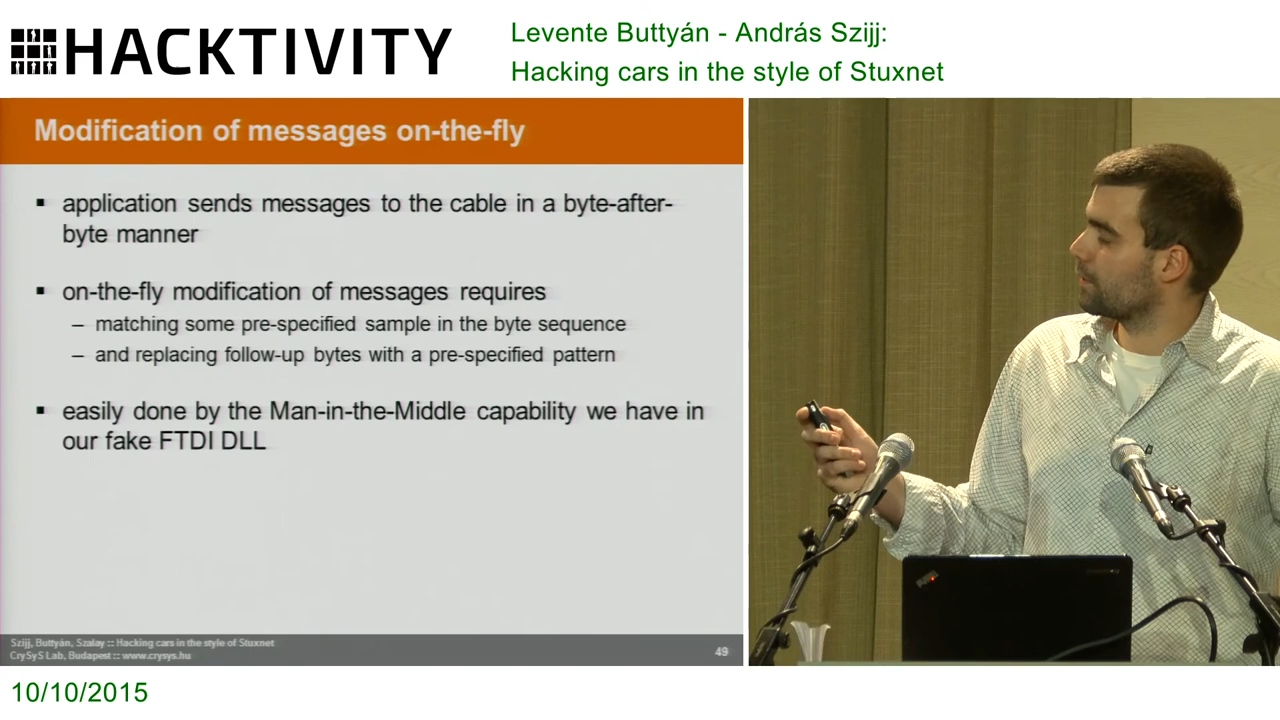 HACKTIVITY
Levente Buttyán - András Szijj:
Hacking cars in the style of Stuxnet
Modification of messages on-the-fly
▪ application sends messages to the cable in a byte-after-
byte manner
▪ on-the-fly modification of messages requires
– matching some pre-specified sample in the byte sequence
– and replacing follow-up bytes with a pre-specified pattern
▪ easily done by the Man-in-the-Middle capability we have in
our fake FTDI DLL
Szijj, Buttyán, Szalay :: Hacking cars in the style of Stuxnet
CrySyS Lab, Budapest :: www.crysys.hu
49
10/10/2015